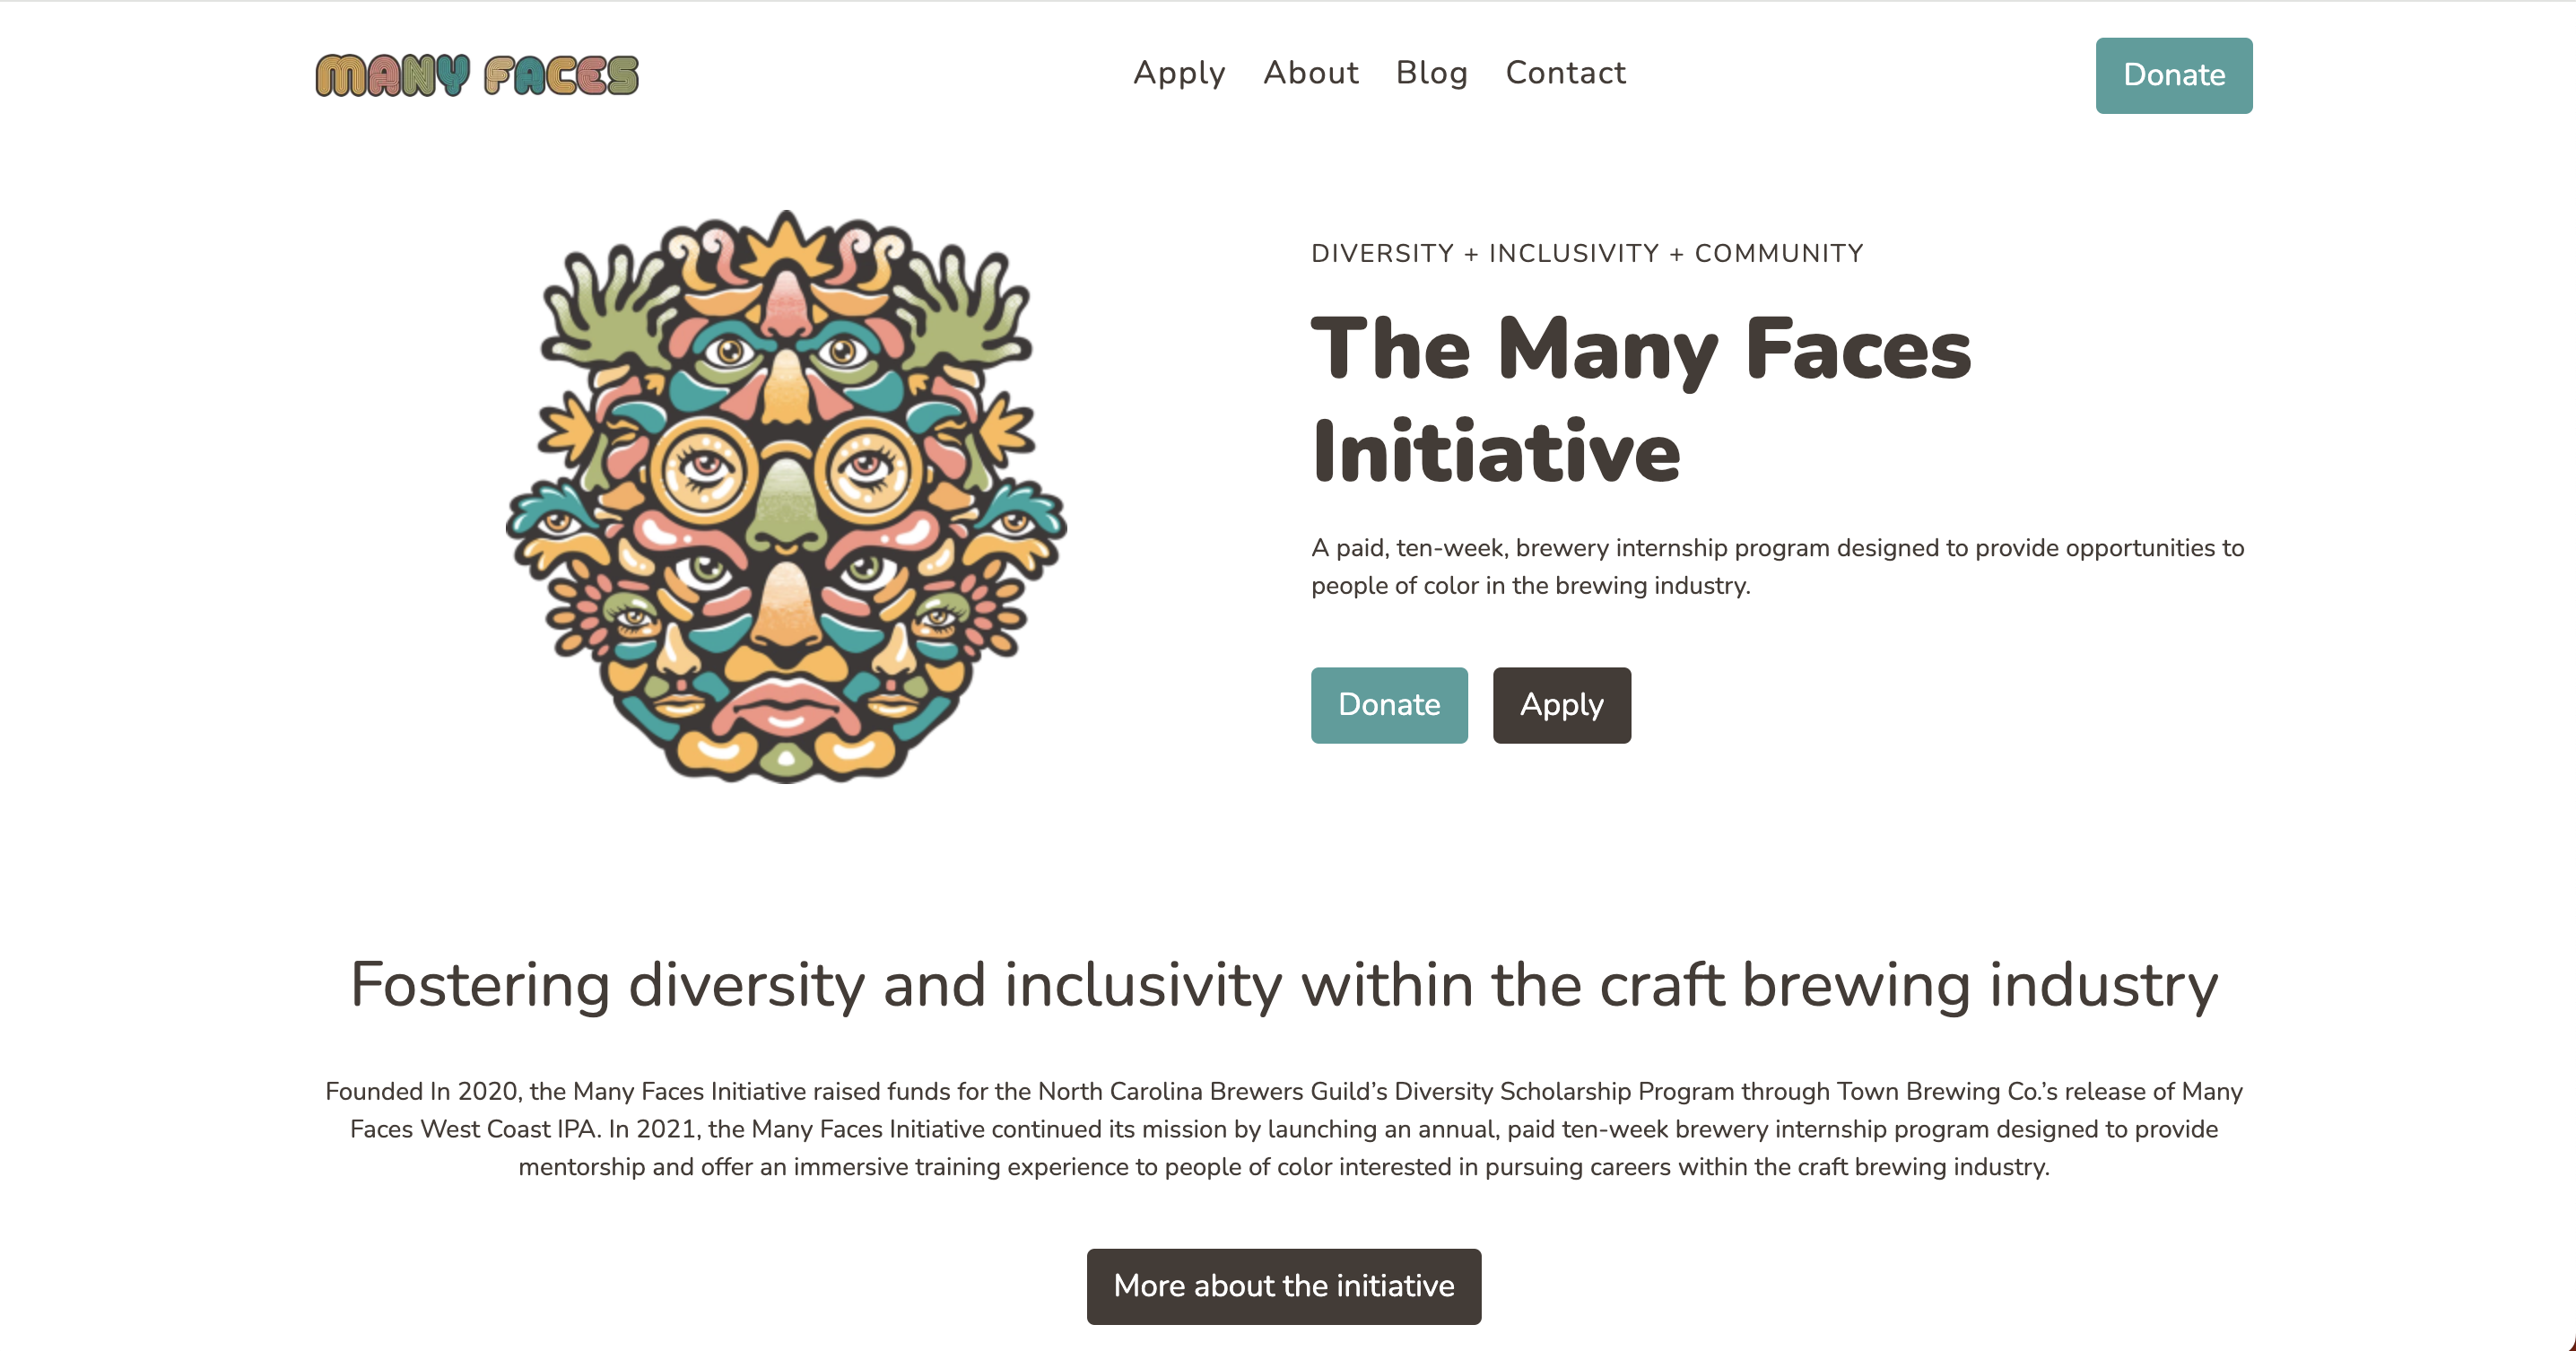 MANY FACES
Apply About Blog Contact
Donate
DIVERSITY + INCLUSIVITY + COMMUNITY
The Many Faces
Initiative
A paid, ten-week, brewery internship program designed to provide opportunities to
people of color in the brewing industry.
Donate Apply
Fostering diversity and inclusivity within the craft brewing industry
Founded In 2020, the Many Faces Initiative raised funds for the North Carolina Brewers Guild’s Diversity Scholarship Program through Town Brewing Co.’s release of Many
Faces West Coast IPA. In 2021, the Many Faces Initiative continued its mission by launching an annual, paid ten-week brewery internship program designed to provide
mentorship and offer an immersive training experience to people of color interested in pursuing careers within the craft brewing industry.
More about the initiative